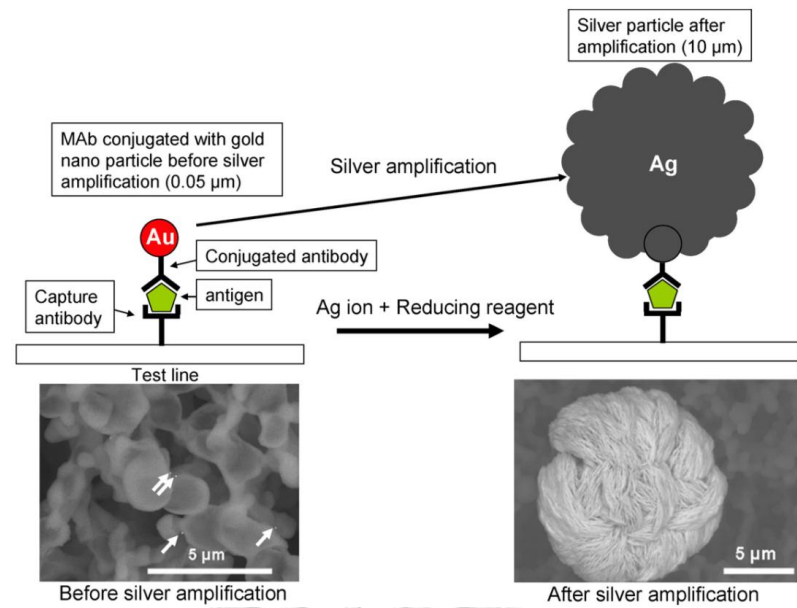 Silver particle after
amplification (10 µm)
MAb conjugated with gold
nano particle before silver
amplification (0.05 µm)
Silver amplification
Ag
Au
Conjugated antibody
Capture
antibody
antigen
Ag ion + Reducing reagent
Test line
5 µm
5 µm
Before silver amplification
After silver amplification